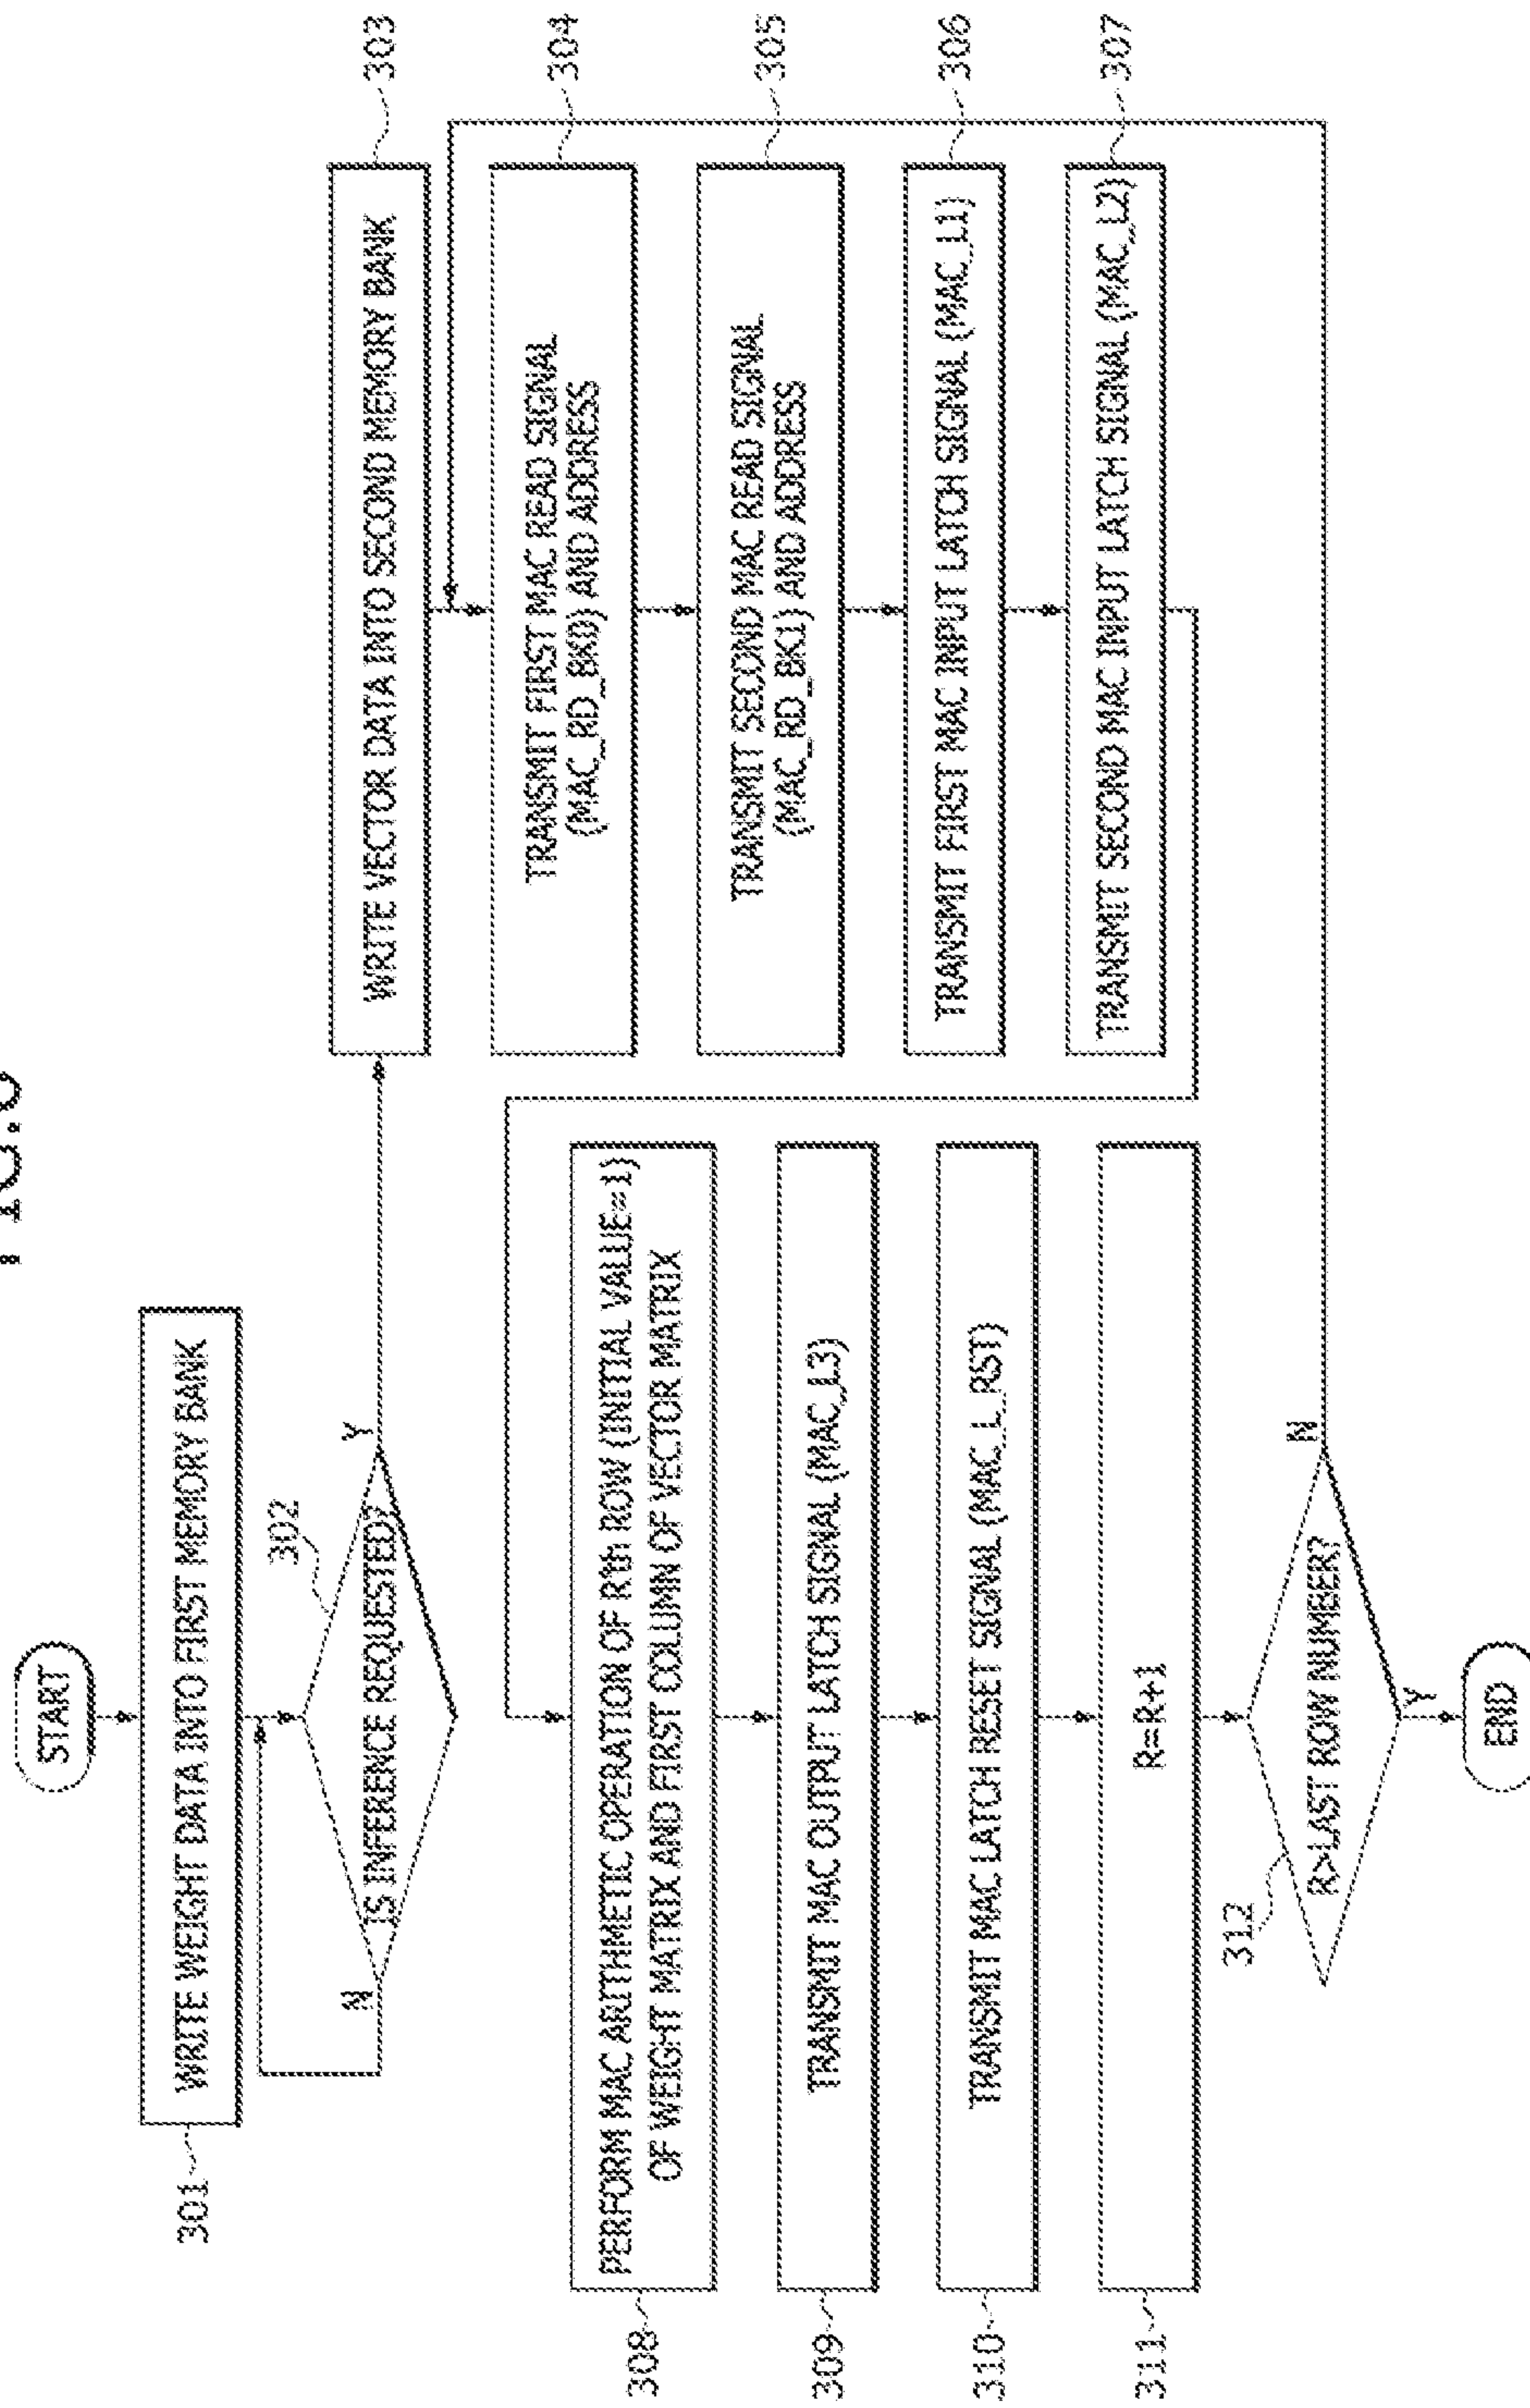 START
301
WRITE WEIGHT DATA INTO FIRST MEMORY BANK
302
IS INFERENCE REQUESTED?
N
Y
303
WRITE VECTOR DATA INTO SECOND MEMORY BANK
304
TRANSMIT FIRST MAC READ SIGNAL
(MAC_RD_BK0) AND ADDRESS
305
TRANSMIT SECOND MAC READ SIGNAL
(MAC_RD_BK1) AND ADDRESS
306
TRANSMIT FIRST MAC INPUT LATCH SIGNAL (MAC_L1)
307
TRANSMIT SECOND MAC INPUT LATCH SIGNAL (MAC_L2)
308
PERFORM MAC ARITHMETIC OPERATION OF Rth ROW (INITIAL VALUE=1)
OF WEIGHT MATRIX AND FIRST COLUMN OF VECTOR MATRIX
309
TRANSMIT MAC OUTPUT LATCH SIGNAL (MAC_L3)
310
TRANSMIT MAC LATCH RESET SIGNAL (MAC_L_RST)
311
R=R+1
312
R>LAST ROW NUMBER?
N
Y
END